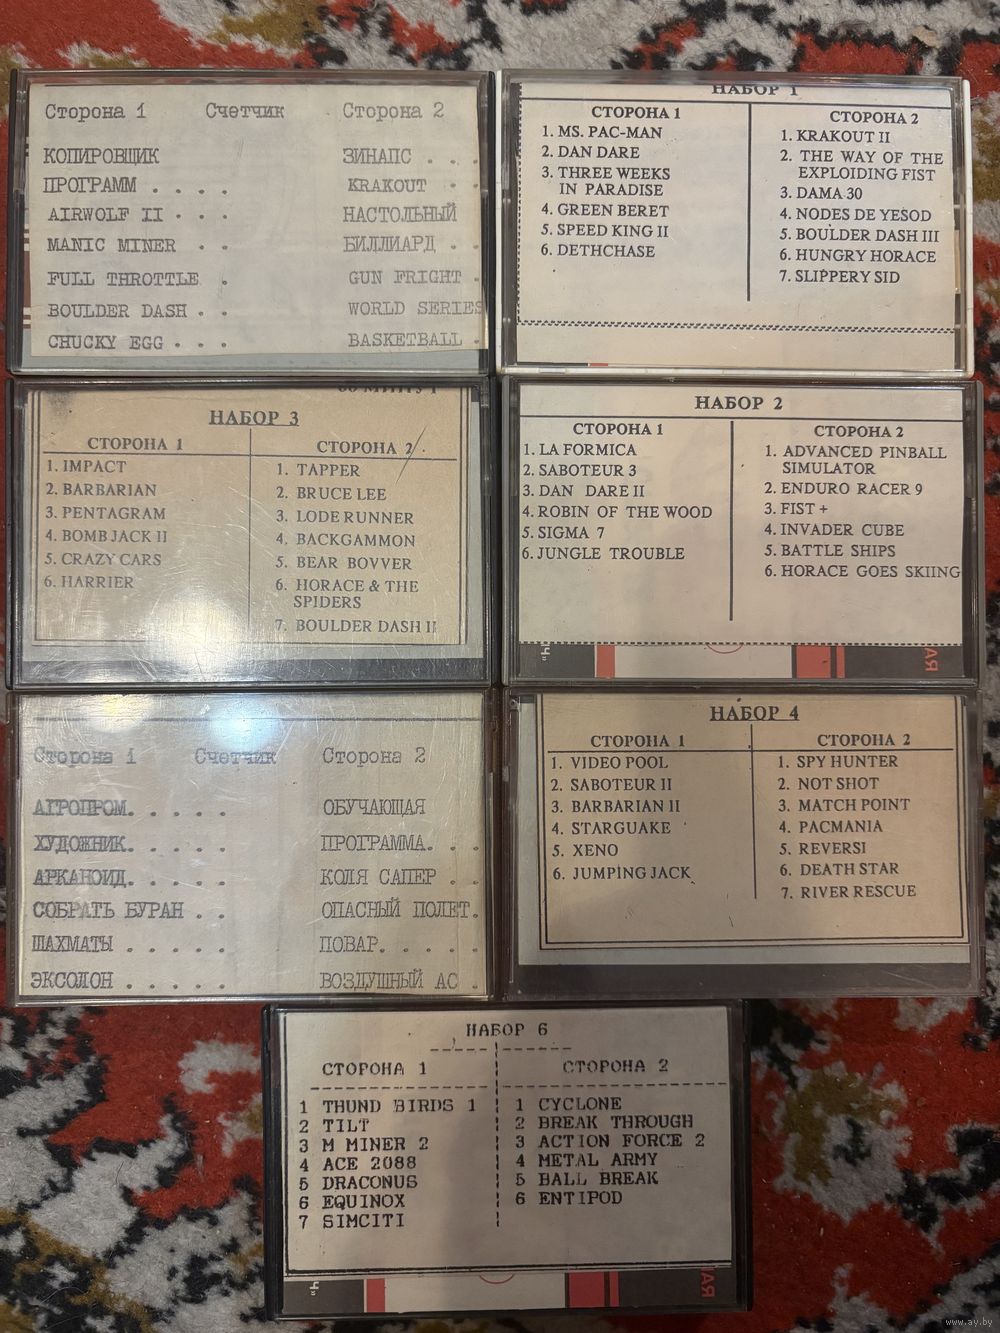 Сторона 1 Счетчик Сторона 2
КОПИРОВЩИК ЗИНАПС . . .
ПРОГРАММ . . . . KRAKOUT . .
AIRWOLF II . . . НАСТОЛЬНЫЙ
MANIC MINER . . БИЛЛИАРД . .
FULL THROTTLE . GUN FRIGHT .
BOULDER DASH . . WORLD SERIES
CHUCKY EGG . . . BASKETBALL .
НАБОР 1
СТОРОНА 1
1. MS. PAC-MAN
2. DAN DARE
3. THREE WEEKS
IN PARADISE
4. GREEN BERET
5. SPEED KING II
6. DETHCHASE
СТОРОНА 2
1. KRAKOUT II
2. THE WAY OF THE
EXPLOIDING FIST
3. DAMA 30
4. NODES DE YESOD
5. BOULDER DASH III
6. HUNGRY HORACE
7. SLIPPERY SID
НАБОР 3
СТОРОНА 1
1. IMPACT
2. BARBARIAN
3. PENTAGRAM
4. BOMB JACK II
5. CRAZY CARS
6. HARRIER
СТОРОНА 2
1. TAPPER
2. BRUCE LEE
3. LODE RUNNER
4. BACKGAMMON
5. BEAR BOVVER
6. HORACE & THE
SPIDERS
7. BOULDER DASH II
НАБОР 2
СТОРОНА 1
1. LA FORMICA
2. SABOTEUR 3
3. DAN DARE II
4. ROBIN OF THE WOOD
5. SIGMA 7
6. JUNGLE TROUBLE
СТОРОНА 2
1. ADVANCED PINBALL
SIMULATOR
2. ENDURO RACER 9
3. FIST +
4. INVADER CUBE
5. BATTLE SHIPS
6. HORACE GOES SKIING
Сторона 1 Счетчик Сторона 2
АГРОПРОМ. . . . . ОБУЧАЮЩАЯ
ХУДОЖНИК. . . . . ПРОГРАММА. . .
АРКАНОИД. . . . . КОЛЯ САПЕР . .
СОБРАТЬ БУРАН . . ОПАСНЫЙ ПОЛЕТ.
ШАХМАТЫ . . . . . ПОВАР. . . . .
ЭКСОЛОН . . . . . ВОЗДУШНЫЙ АС .
НАБОР 4
СТОРОНА 1
1. VIDEO POOL
2. SABOTEUR II
3. BARBARIAN II
4. STARGUAKE
5. XENO
6. JUMPING JACK
СТОРОНА 2
1. SPY HUNTER
2. NOT SHOT
3. MATCH POINT
4. PACMANIA
5. REVERSI
6. DEATH STAR
7. RIVER RESCUE
НАБОР 6
СТОРОНА 1
1 THUND BIRDS 1
2 TILT
3 M MINER 2
4 ACE 2088
5 DRACONUS
6 EQUINOX
7 SIMCITI
СТОРОНА 2
1 CYCLONE
2 BREAK THROUGH
3 ACTION FORCE 2
4 METAL ARMY
5 BALL BREAK
6 ENTIPOD
www.ay.by